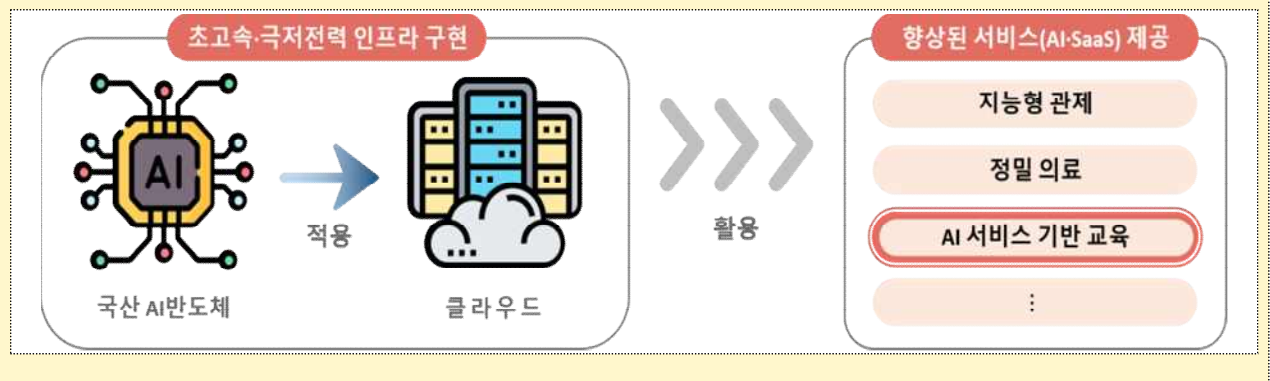 초고속·극저전력 인프라 구현
AI
적용
국산 AI반도체
클라우드
활용
향상된 서비스(AI·SaaS) 제공
지능형 관제
정밀 의료
AI 서비스 기반 교육
⋮